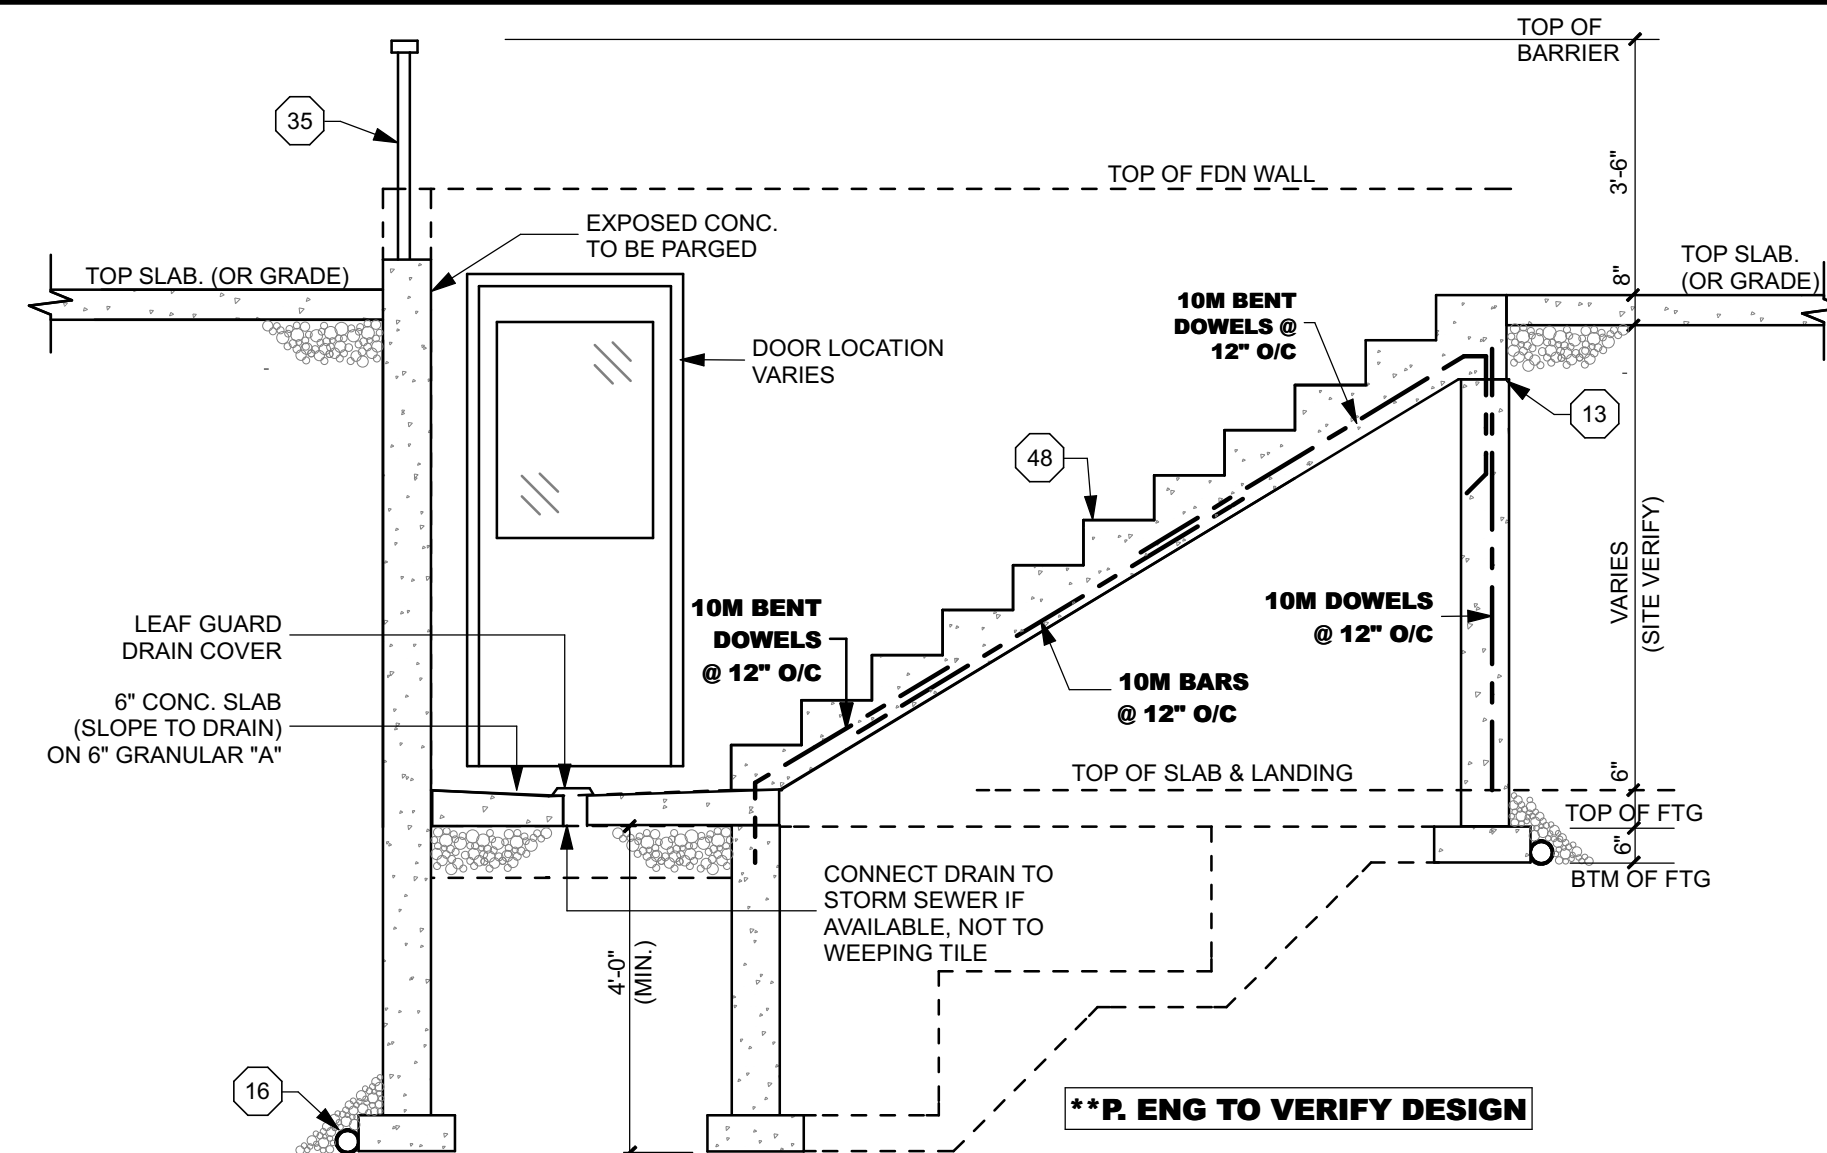 TOP OF
BARRIER
35
3'-6"
TOP OF FDN WALL
EXPOSED CONC.
TO BE PARGED
TOP SLAB. (OR GRADE)
TOP SLAB.
(OR GRADE)
8"
10M BENT
DOWELS @
12" O/C
DOOR LOCATION
VARIES
13
48
VARIES
(SITE VERIFY)
10M BENT
DOWELS
@ 12" O/C
10M DOWELS
@ 12" O/C
LEAF GUARD
DRAIN COVER
10M BARS
@ 12" O/C
6" CONC. SLAB
(SLOPE TO DRAIN)
ON 6" GRANULAR "A"
TOP OF SLAB & LANDING
6"
TOP OF FTG
6"
BTM OF FTG
CONNECT DRAIN TO
STORM SEWER IF
AVAILABLE, NOT TO
WEEPING TILE
4'-0"
(MIN.)
16
**P. ENG TO VERIFY DESIGN